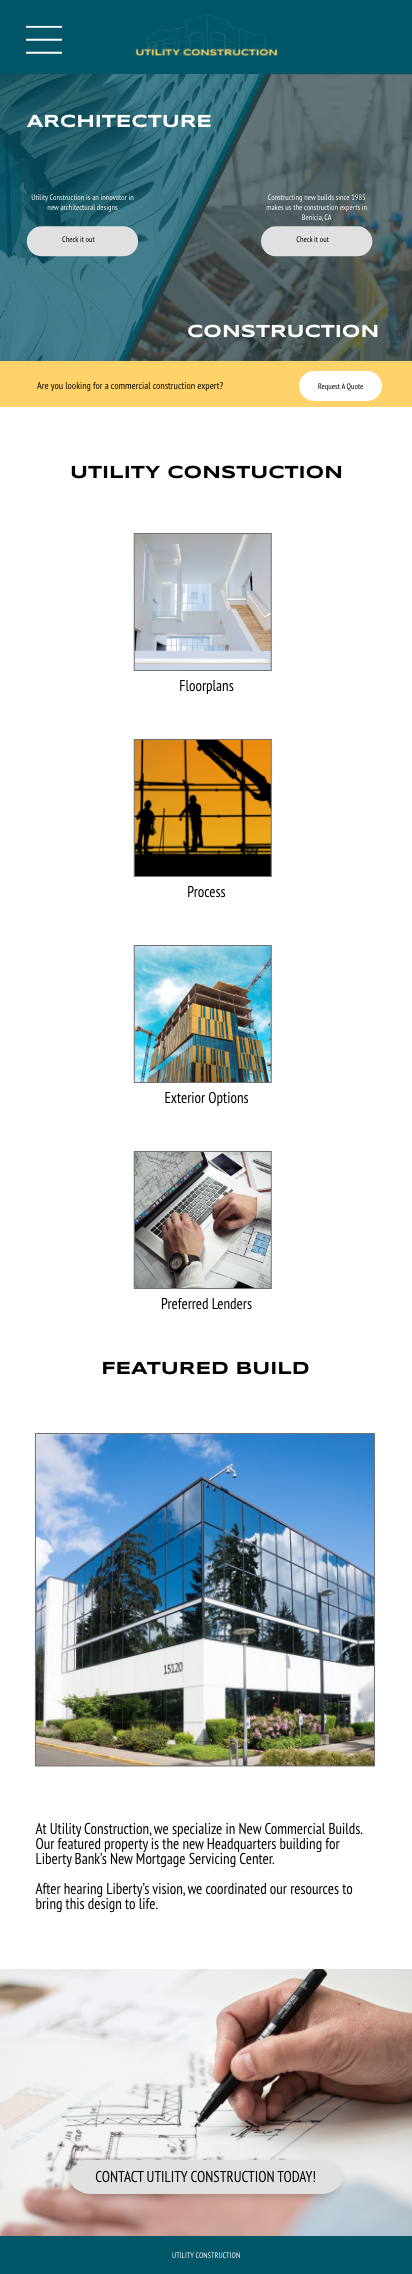 UTILITY CONSTRUCTION
ARCHITECTURE
Utility Construction is an innovator in
new architectural designs
Check it out
Constructing new builds since 1985
makes us the construction experts in
Benicia, CA
Check it out
CONSTRUCTION
Are you looking for a commercial construction expert?
Request A Quote
UTILITY CONSTUCTION
Floorplans
Process
Exterior Options
Preferred Lenders
FEATURED BUILD
15120
At Utility Construction, we specialize in New Commercial Builds.
Our featured property is the new Headquarters building for
Liberty Bank's New Mortgage Servicing Center.
After hearing Liberty's vision, we coordinated our resources to
bring this design to life.
CONTACT UTILITY CONSTRUCTION TODAY!
UTILITY CONSTRUCTION